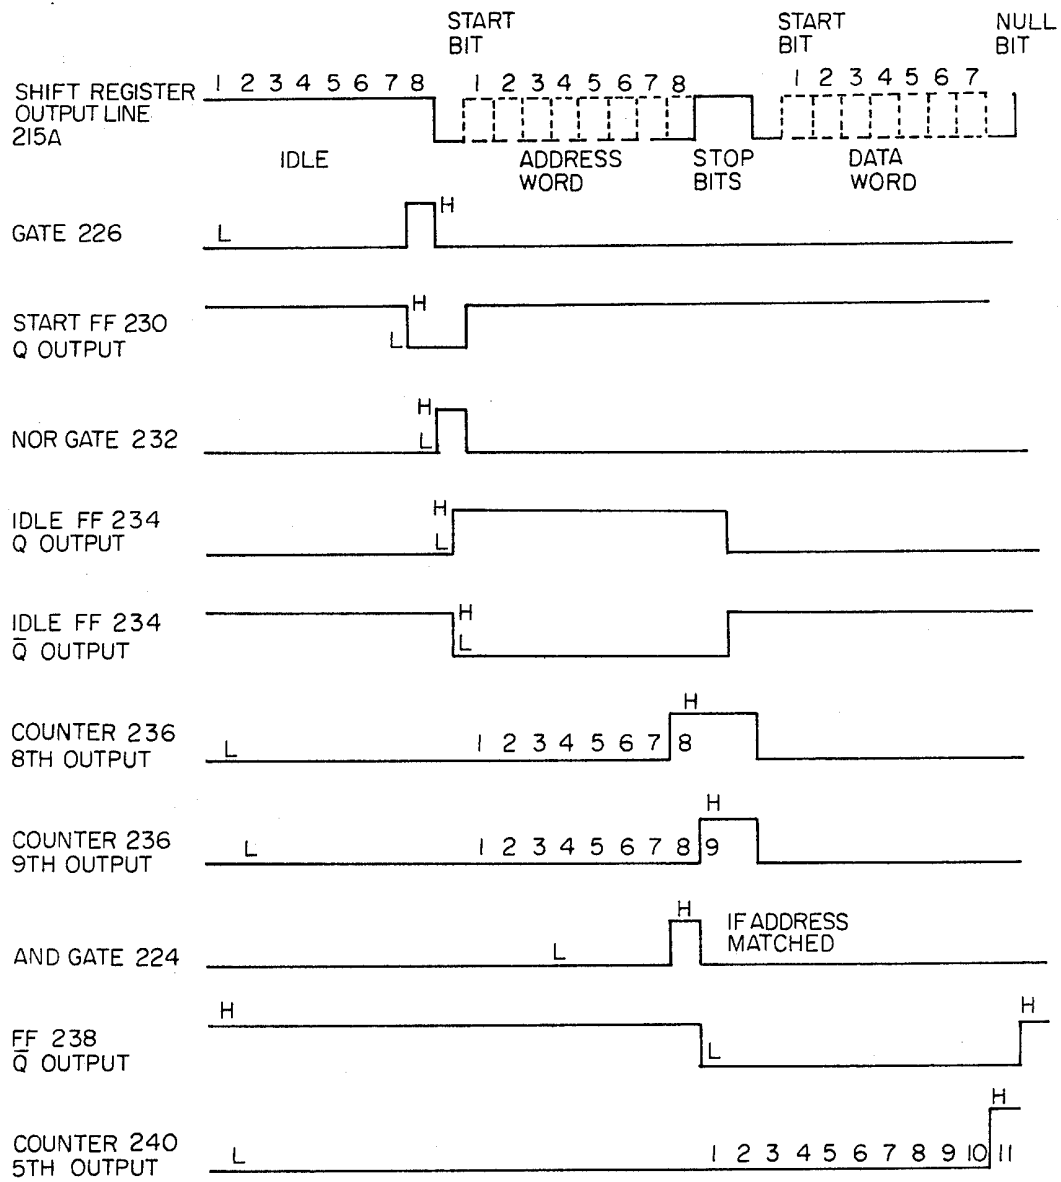 START
BIT
START
BIT
NULL
BIT
SHIFT REGISTER
OUTPUT LINE
215A
1 2 3 4 5 6 7 8
1 2 3 4 5 6 7 8
1 2 3 4 5 6 7
IDLE
ADDRESS
WORD
STOP
BITS
DATA
WORD
GATE 226
L
H
START FF 230
Q OUTPUT
H
L
NOR GATE 232
H
L
IDLE FF 234
Q OUTPUT
H
L
IDLE FF 234
Q̅ OUTPUT
H
L
COUNTER 236
8TH OUTPUT
L
1 2 3 4 5 6 7 8
H
COUNTER 236
9TH OUTPUT
L
1 2 3 4 5 6 7 8 9
H
AND GATE 224
L
H
IF ADDRESS
MATCHED
FF 238
Q̅ OUTPUT
H
L
H
COUNTER 240
5TH OUTPUT
L
1 2 3 4 5 6 7 8 9 10 11
H